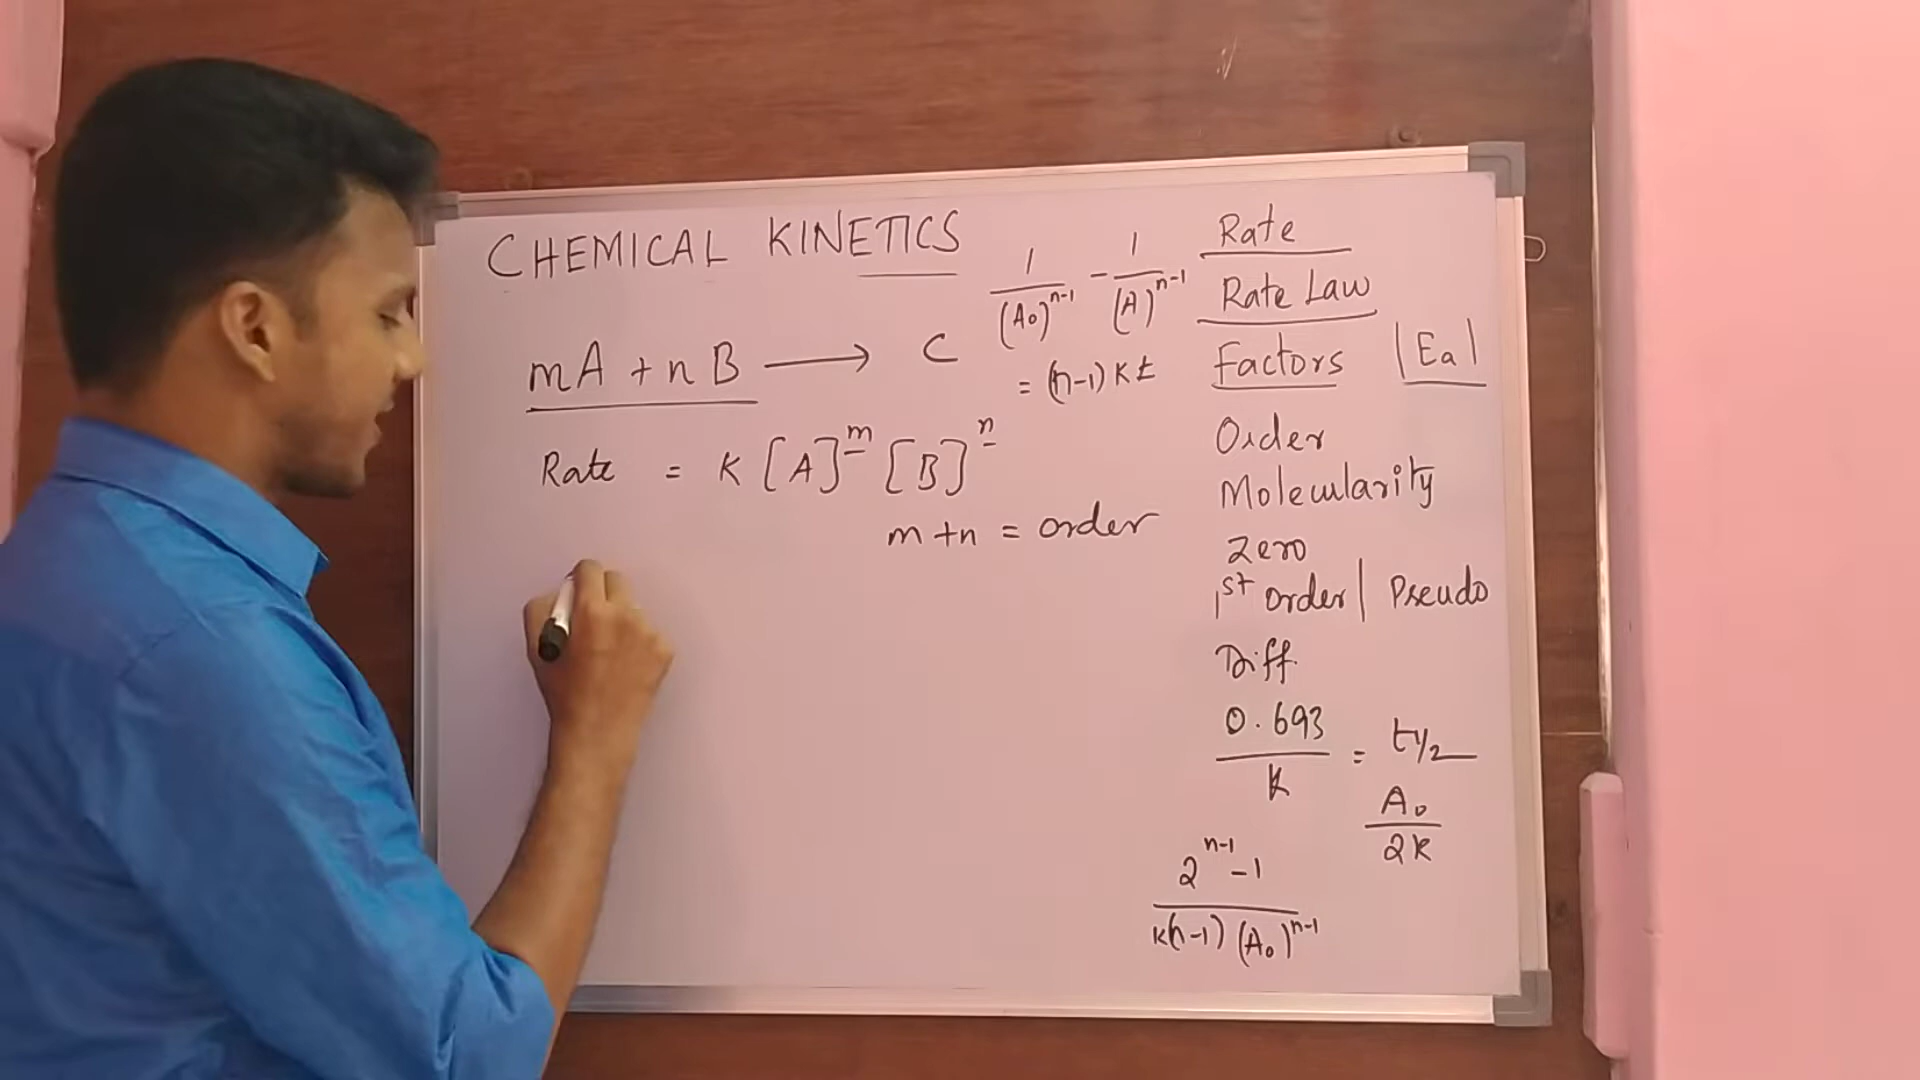 CHEMICAL KINETICS
1/(A₀)ⁿ⁻¹ - 1/(A)ⁿ⁻¹
= (n-1) K t
mA + n B ⟶ C
Rate = K [A]ᵐ [B]ⁿ
m + n = order
Rate
Rate Law
Factors |Ea|
Order
Molecularity
Zero
1st order | Pseudo
Diff.
0.693/K = t1/2
A₀/2K
2ⁿ⁻¹ - 1/K(n-1) (A₀)ⁿ⁻¹